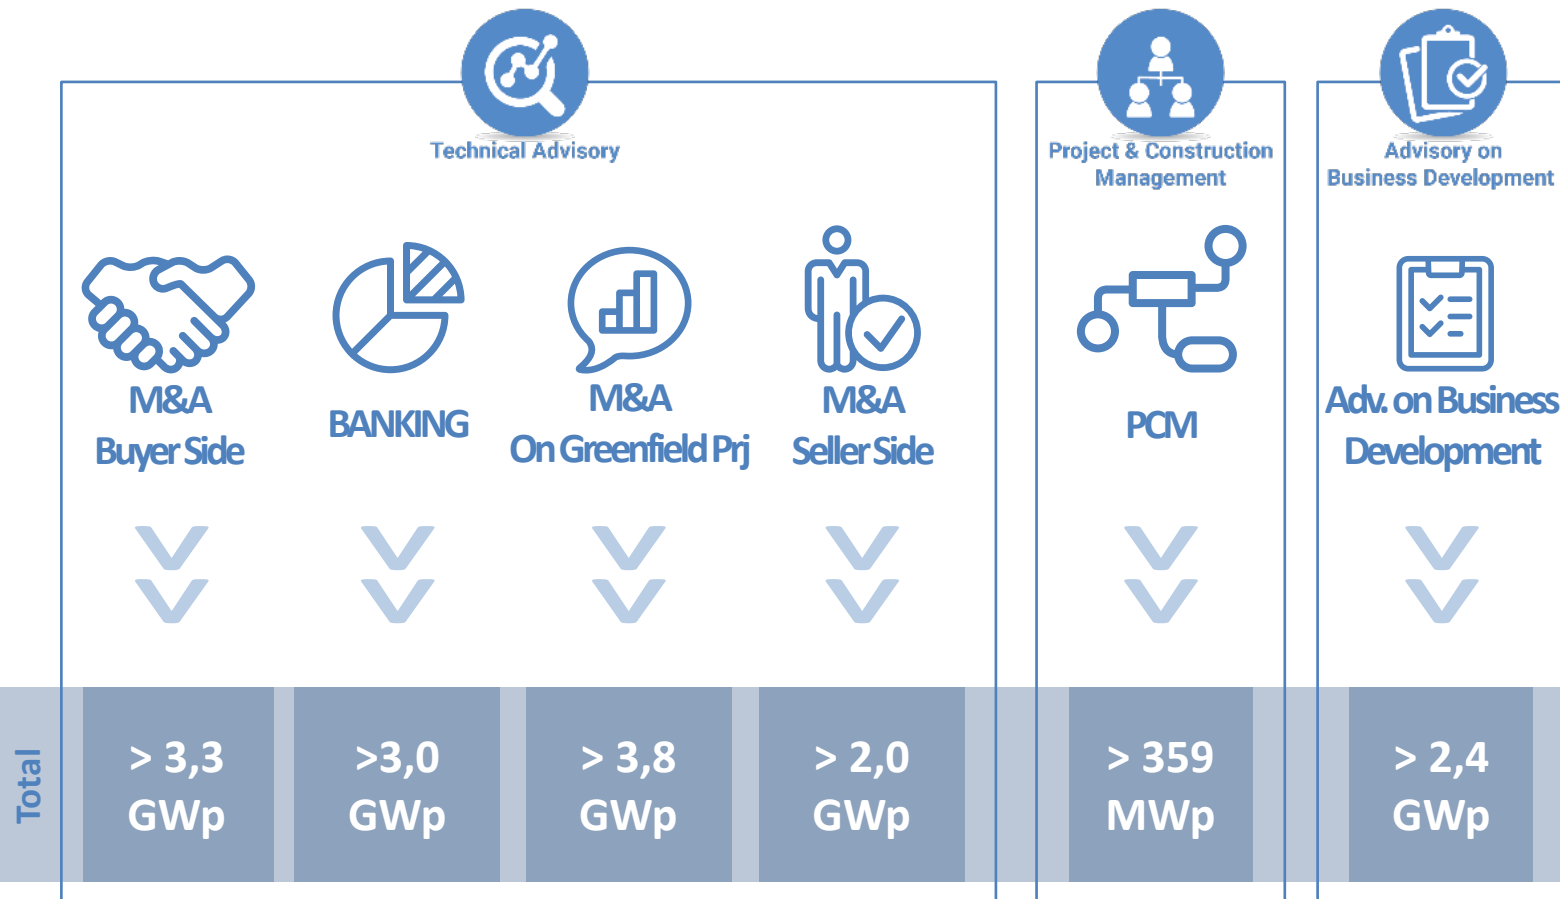 Technical Advisory
Project & Construction
Management
Advisory on
Business Development
M&A
Buyer Side
BANKING
M&A
On Greenfield Prj
M&A
Seller Side
PCM
Adv. on Business
Development
Total
> 3,3
GWp
>3,0
GWp
> 3,8
GWp
> 2,0
GWp
> 359
MWp
> 2,4
GWp